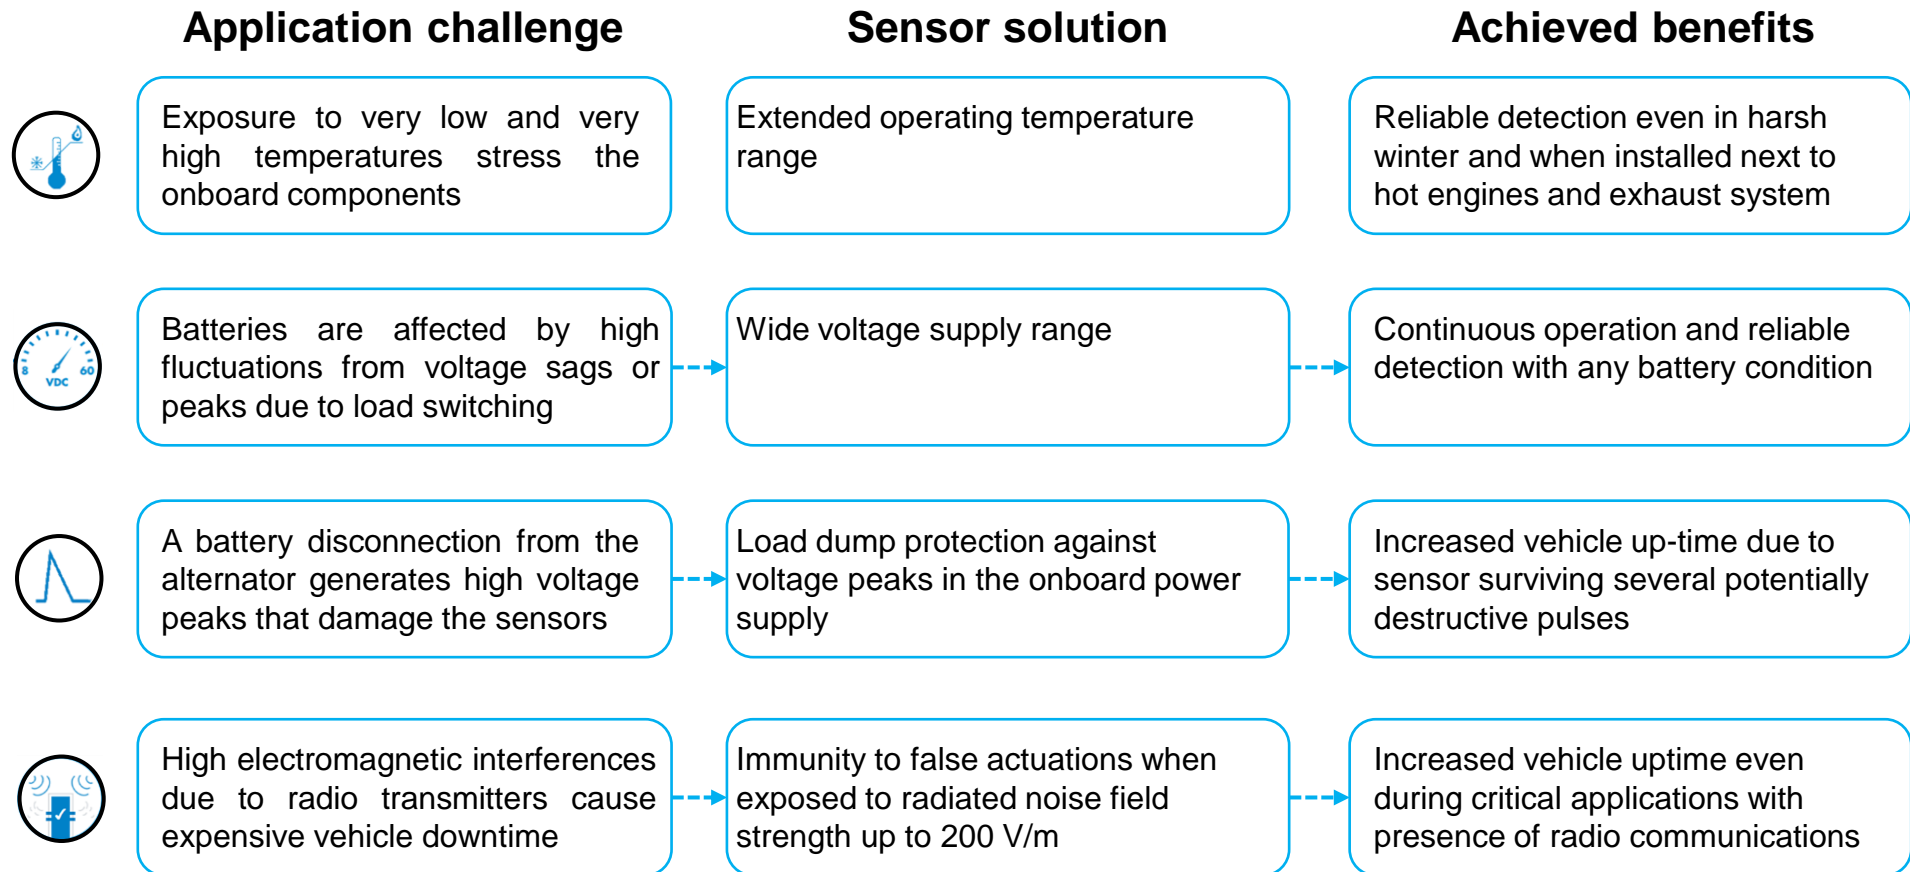 Application challenge
Sensor solution
Achieved benefits
Exposure to very low and very
high temperatures stress the
onboard components
Extended operating temperature
range
Reliable detection even in harsh
winter and when installed next to
hot engines and exhaust system
8
60
VDC
Batteries are affected by high
fluctuations from voltage sags or
peaks due to load switching
Wide voltage supply range
Continuous operation and reliable
detection with any battery condition
A battery disconnection from the
alternator generates high voltage
peaks that damage the sensors
Load dump protection against
voltage peaks in the onboard power
supply
Increased vehicle up-time due to
sensor surviving several potentially
destructive pulses
High electromagnetic interferences
due to radio transmitters cause
expensive vehicle downtime
Immunity to false actuations when
exposed to radiated noise field
strength up to 200 V/m
Increased vehicle uptime even
during critical applications with
presence of radio communications